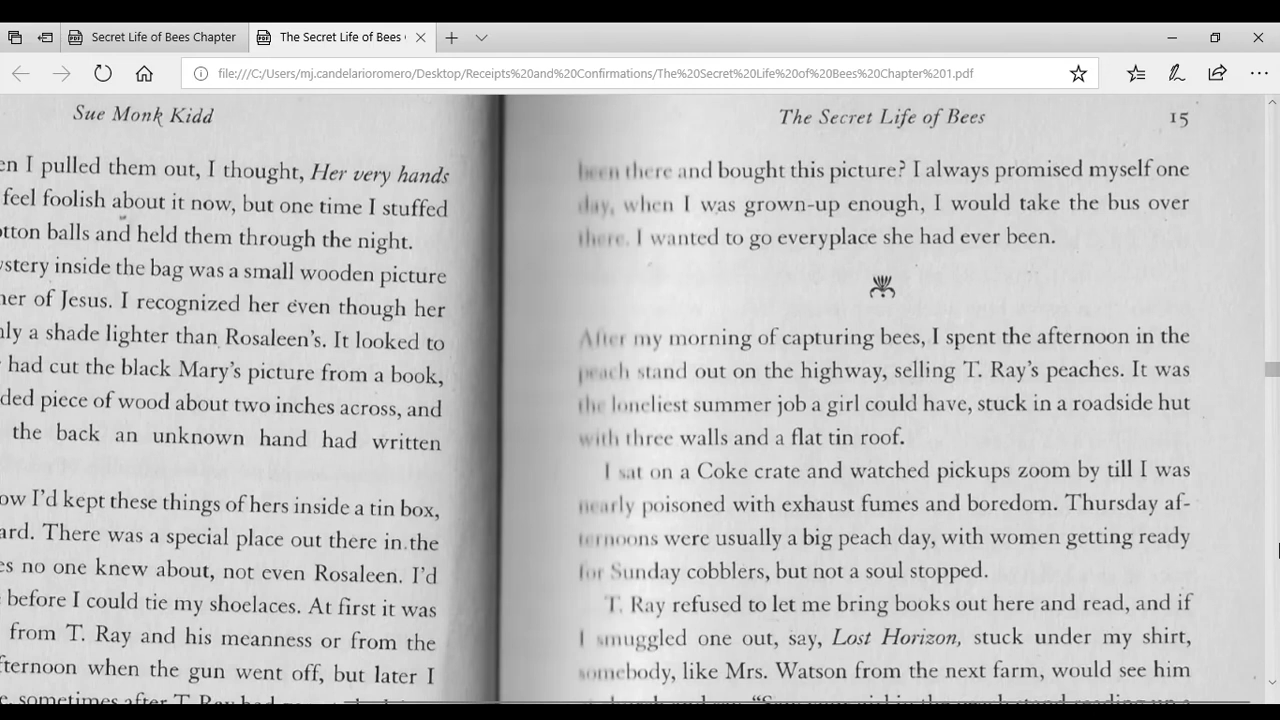 Secret Life of Bees Chapter
The Secret Life of Bees
file:///C:/Users/mj.candelarioromero/Desktop/Receipts%20and%20Confirmations/The%20Secret%20Life%20of%20Bees%20Chapter%201.pdf
Sue Monk Kidd
en I pulled them out, I thought, Her very hands
feel foolish about it now, but one time I stuffed
otton balls and held them through the night.
ystery inside the bag was a small wooden picture
her of Jesus. I recognized her even though her
nly a shade lighter than Rosaleen's. It looked to
had cut the black Mary's picture from a book,
ded piece of wood about two inches across, and
the back an unknown hand had written
ow I'd kept these things of hers inside a tin box,
ard. There was a special place out there in the
es no one knew about, not even Rosaleen. I'd
before I could tie my shoelaces. At first it was
from T. Ray and his meanness or from the
fternoon when the gun went off, but later I
The Secret Life of Bees 15
been there and bought this picture? I always promised myself one
day, when I was grown-up enough, I would take the bus over
there. I wanted to go everyplace she had ever been.
After my morning of capturing bees, I spent the afternoon in the
peach stand out on the highway, selling T. Ray's peaches. It was
the loneliest summer job a girl could have, stuck in a roadside hut
with three walls and a flat tin roof.
I sat on a Coke crate and watched pickups zoom by till I was
nearly poisoned with exhaust fumes and boredom. Thursday af-
ternoons were usually a big peach day, with women getting ready
for Sunday cobblers, but not a soul stopped.
T. Ray refused to let me bring books out here and read, and if
I smuggled one out, say, Lost Horizon, stuck under my shirt,
somebody, like Mrs. Watson from the next farm, would see him